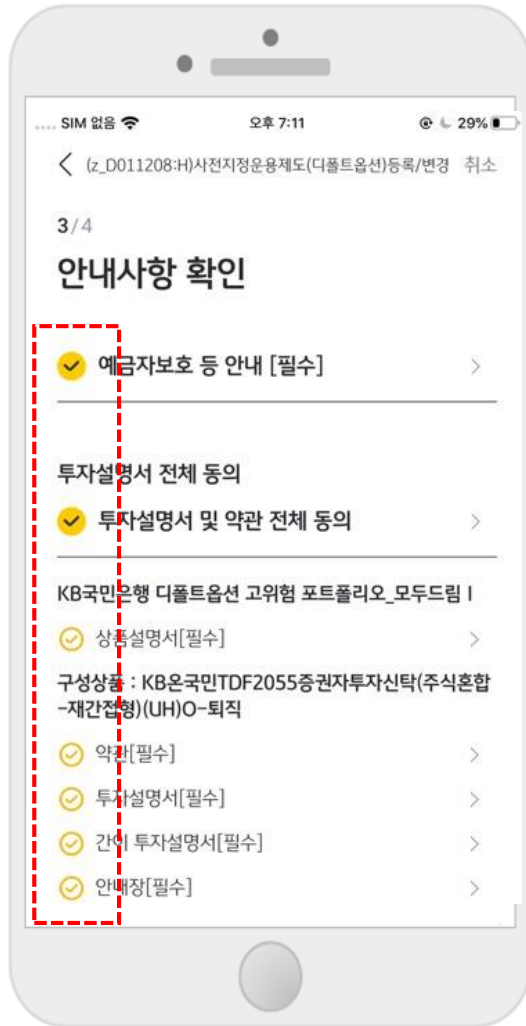 SIM 없음 오후 7:11 29%
(z_D011208:H)사전지정운용제도(디폴트옵션)등록/변경 취소
3/4
안내사항 확인
예금자보호 등 안내 [필수]
투자설명서 전체 동의
투자설명서 및 약관 전체 동의
KB국민은행 디폴트옵션 고위험 포트폴리오_모두드림 I
상품설명서[필수]
구성상품 : KB온국민TDF2055증권자투자신탁(주식혼합
-재간접형)(UH)O-퇴직
약관[필수]
투자설명서[필수]
간이 투자설명서[필수]
안내장[필수]